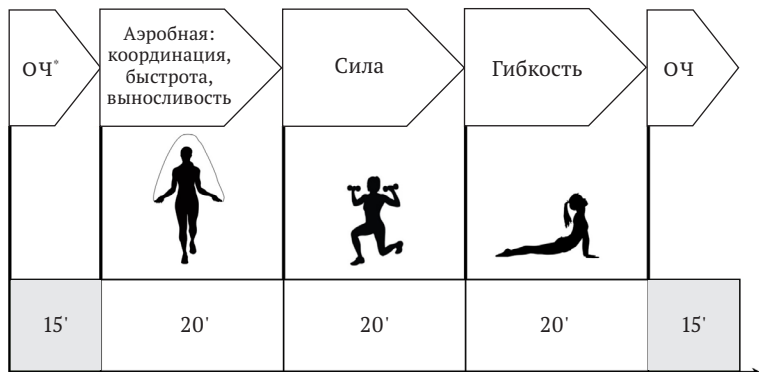 ОЧ*
Аэробная:
координация,
быстрота,
выносливость
Сила
Гибкость
ОЧ
15'
20'
20'
20'
15'